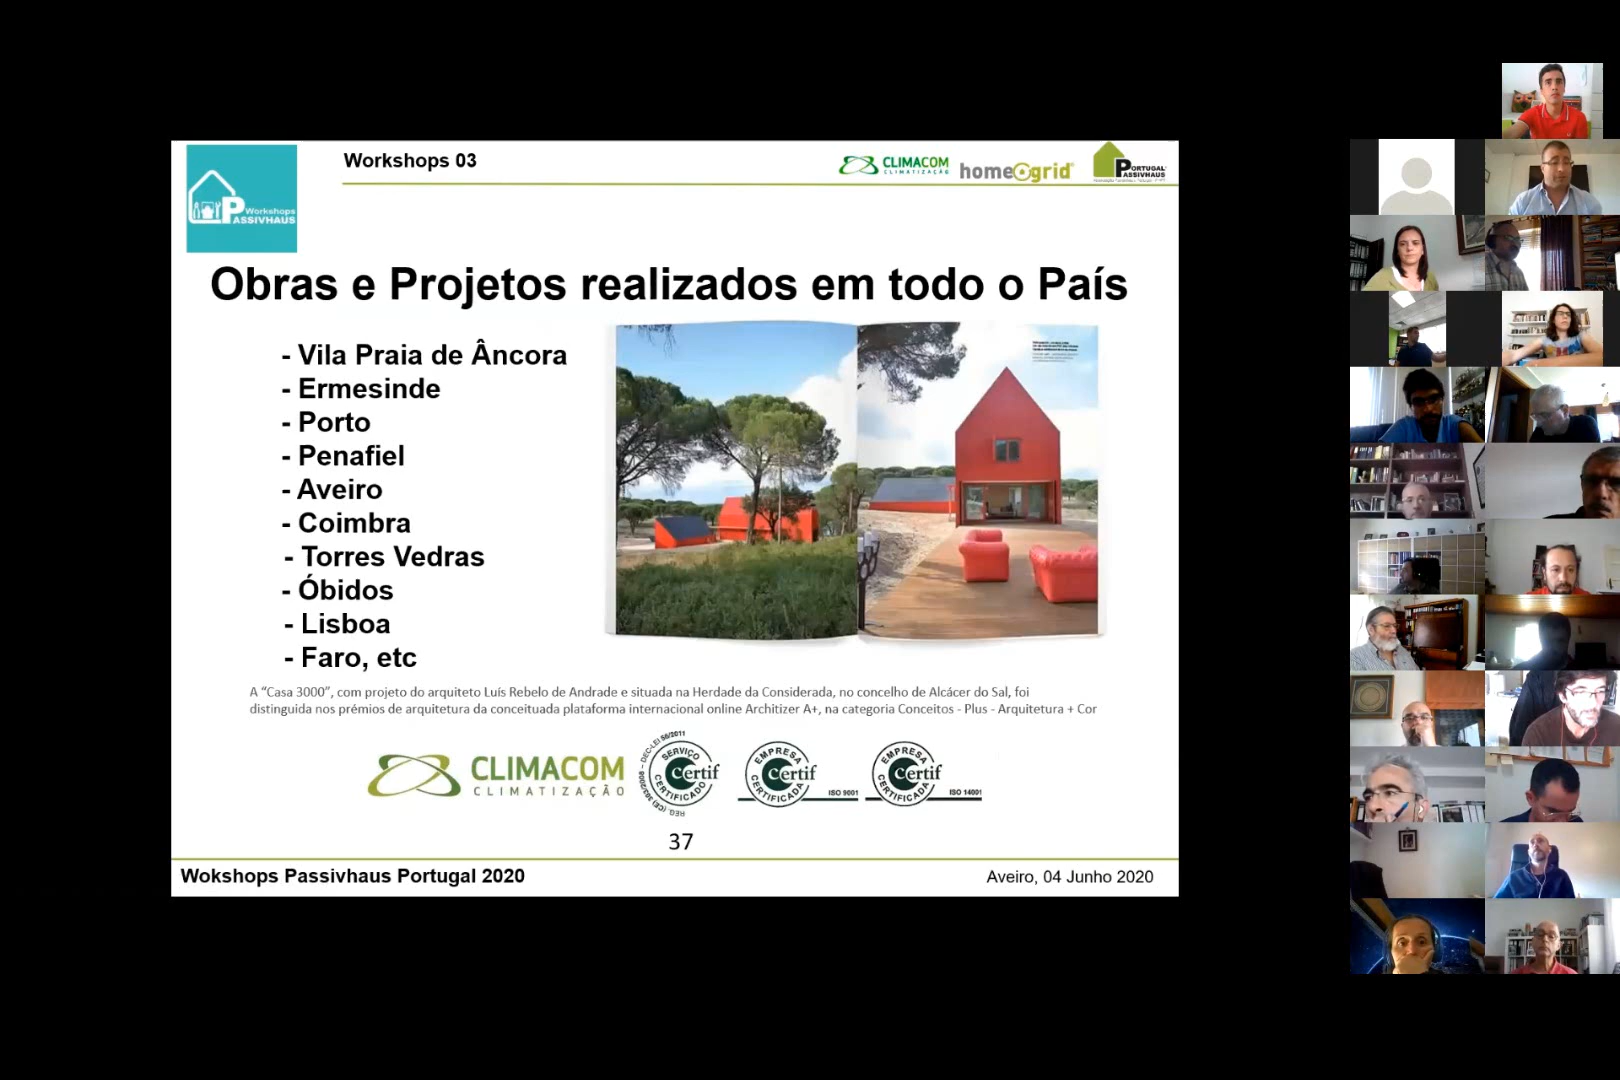 Workshops 03
CLIMACOM
CLIMATIZAÇÃO
homegrid
PORTUGAL
PASSIVHAUS
Workshops
PASSIVHAUS
Obras e Projetos realizados em todo o País
- Vila Praia de Âncora
- Ermesinde
- Porto
- Penafiel
- Aveiro
- Coimbra
- Torres Vedras
- Óbidos
- Lisboa
- Faro, etc
A “Casa 3000”, com projeto do arquiteto Luís Rebelo de Andrade e situada na Herdade da Considerada, no concelho de Alcácer do Sal, foi
distinguida nos prémios de arquitetura da conceituada plataforma internacional online Architizer A+, na categoria Conceitos - Plus - Arquitetura + Cor
CLIMACOM
CLIMATIZAÇÃO
REG. (CE) 303/2008 – DEC-LEI 56/2011
SERVIÇO
certif
CERTIFICADO
EMPRESA
certif
CERTIFICADA
ISO 9001
EMPRESA
certif
CERTIFICADA
ISO 14001
37
Wokshops Passivhaus Portugal 2020
Aveiro, 04 Junho 2020